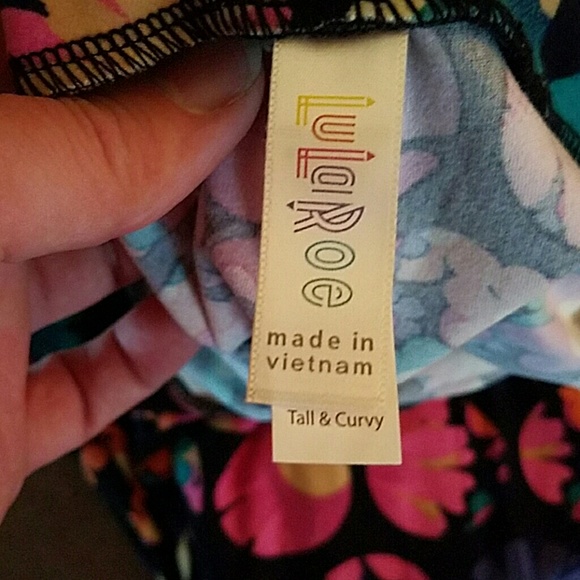 LuLaRoe
made in
vietnam
Tall & Curvy